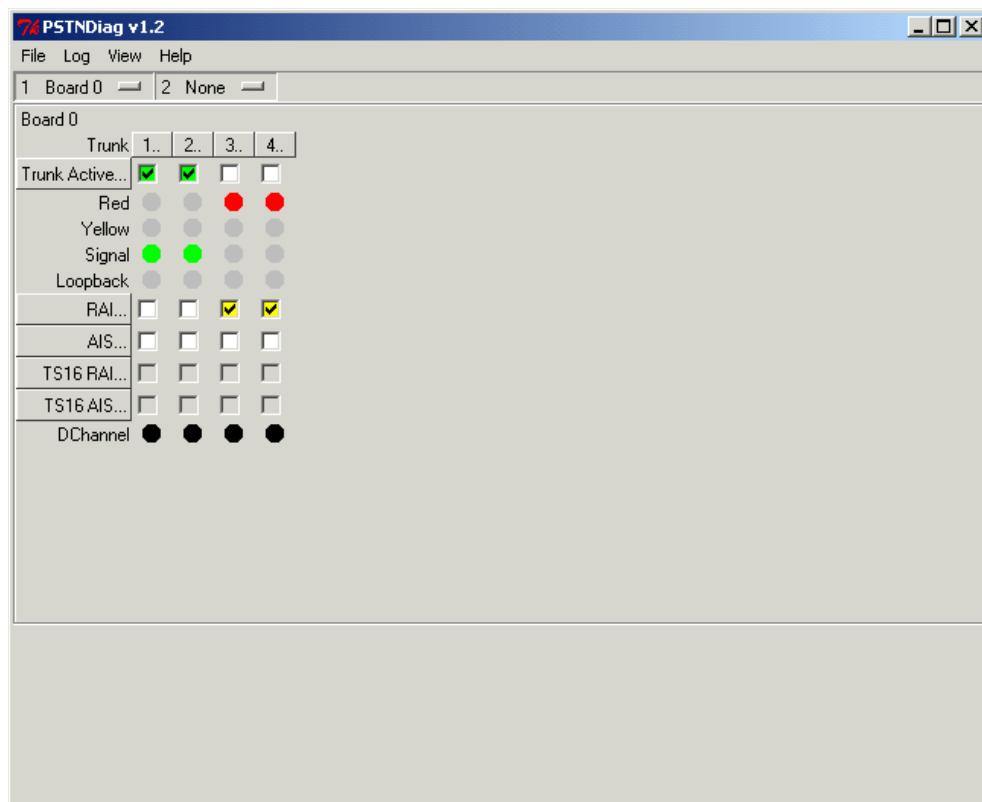 PSTNDiag v1.2
File Log View Help
1 Board 0 2 None
Board 0
Trunk 1.. 2.. 3.. 4..
Trunk Active...
Red
Yellow
Signal
Loopback
RAI...
AIS...
TS16 RAI...
TS16 AIS...
DChannel